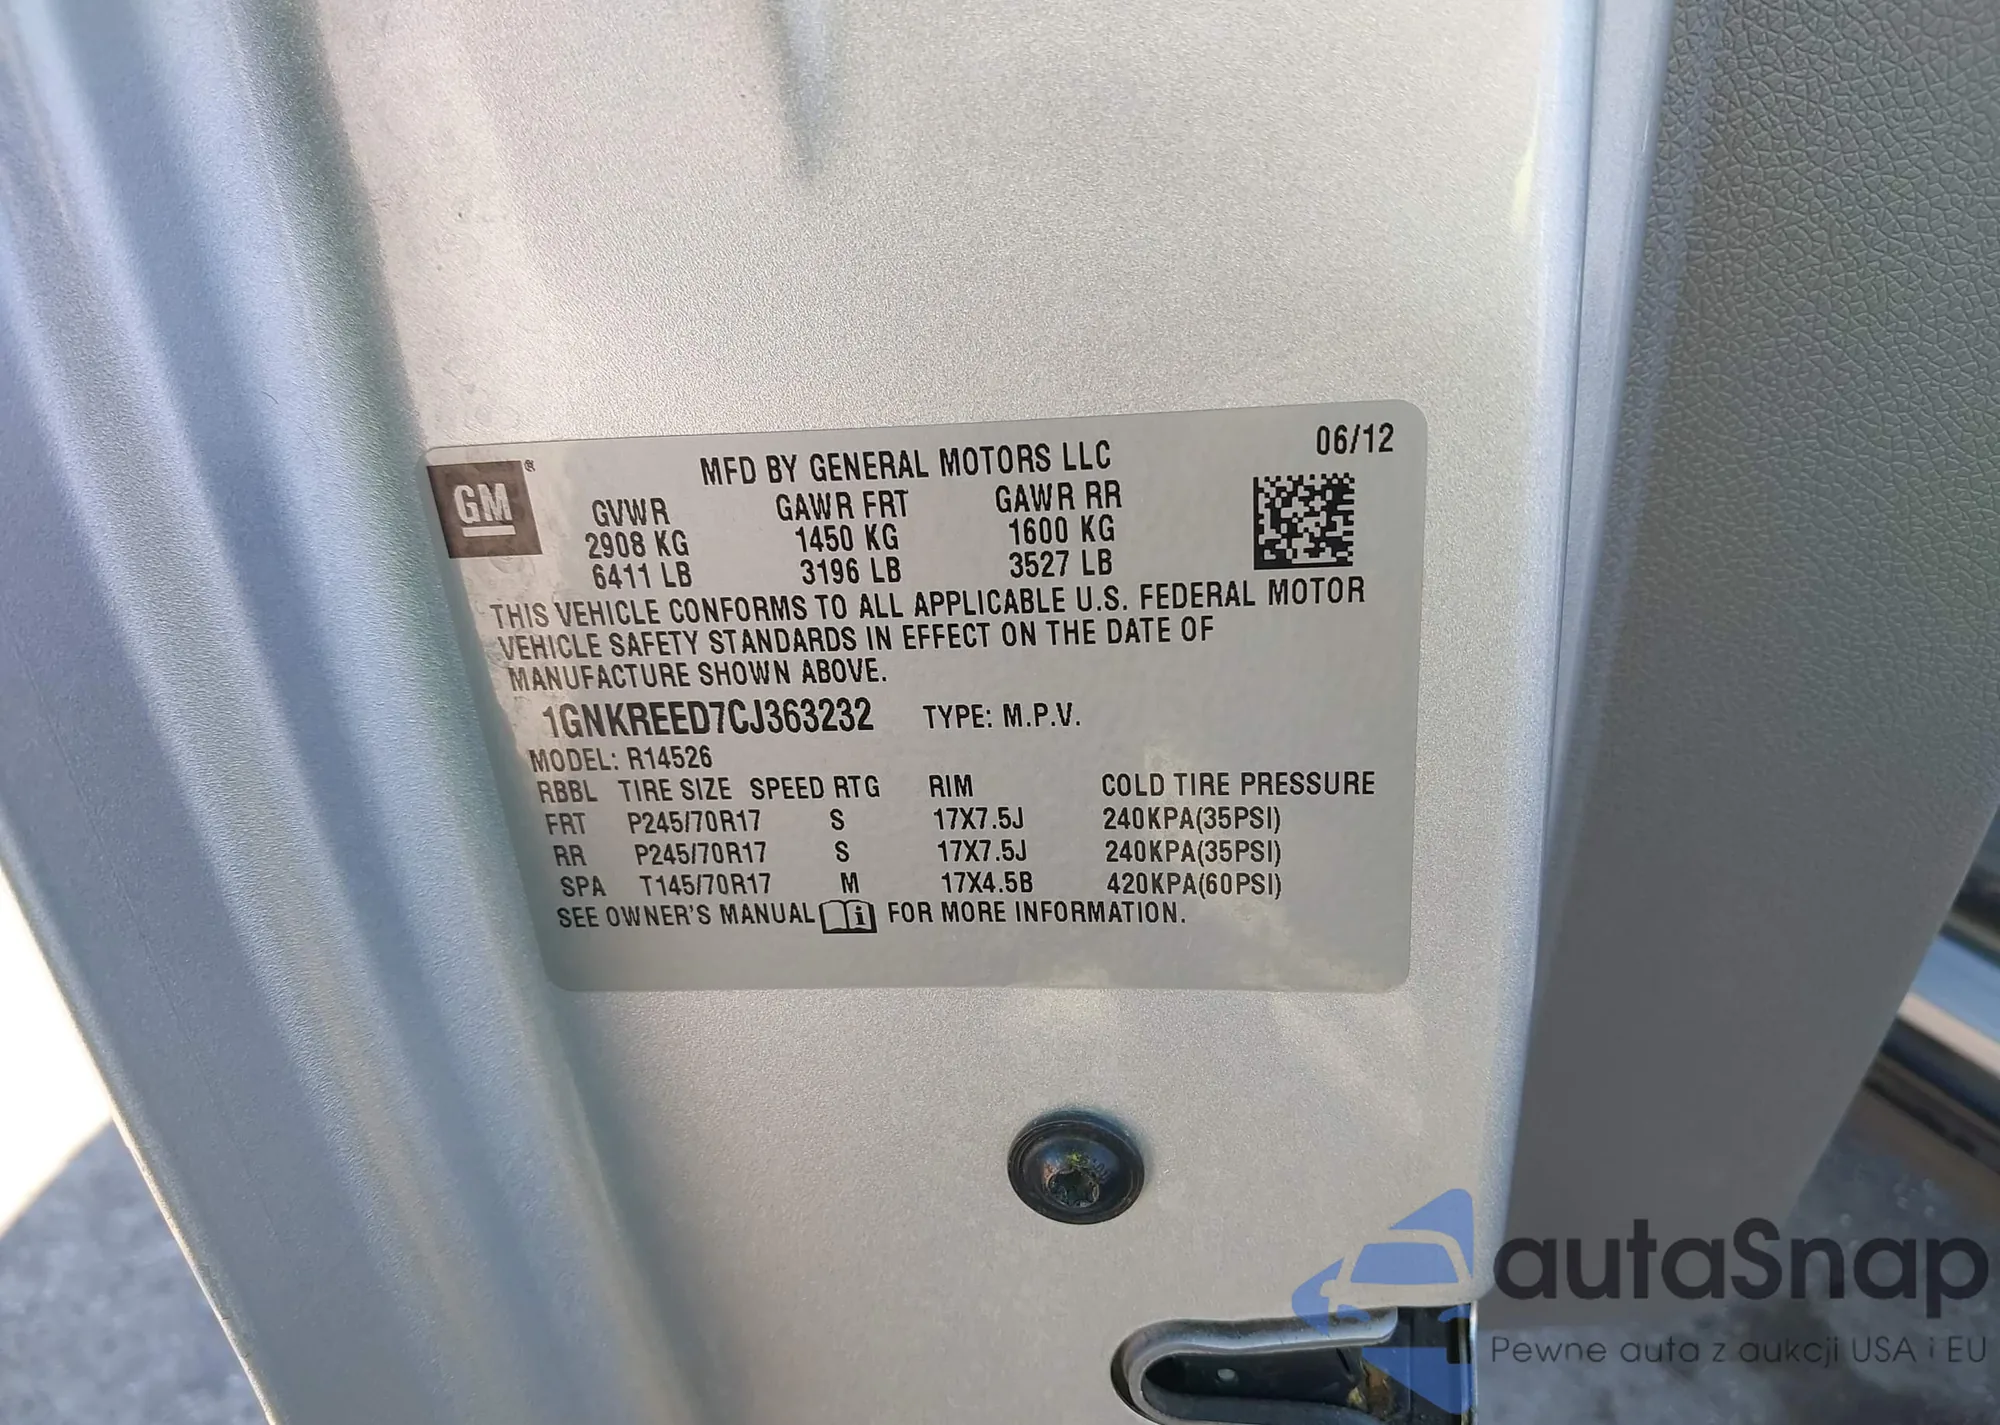 GM ®
MFD BY GENERAL MOTORS LLC 06/12
GVWR GAWR FRT GAWR RR
2908 KG 1450 KG 1600 KG
6411 LB 3196 LB 3527 LB
THIS VEHICLE CONFORMS TO ALL APPLICABLE U.S. FEDERAL MOTOR
VEHICLE SAFETY STANDARDS IN EFFECT ON THE DATE OF
MANUFACTURE SHOWN ABOVE.
1GNKREED7CJ363232 TYPE: M.P.V.
MODEL: R14526
RBBL TIRE SIZE SPEED RTG RIM COLD TIRE PRESSURE
FRT P245/70R17 S 17X7.5J 240KPA(35PSI)
RR P245/70R17 S 17X7.5J 240KPA(35PSI)
SPA T145/70R17 M 17X4.5B 420KPA(60PSI)
SEE OWNER'S MANUAL i FOR MORE INFORMATION.
autaSnap
Pewne auta z aukcji USA i EU